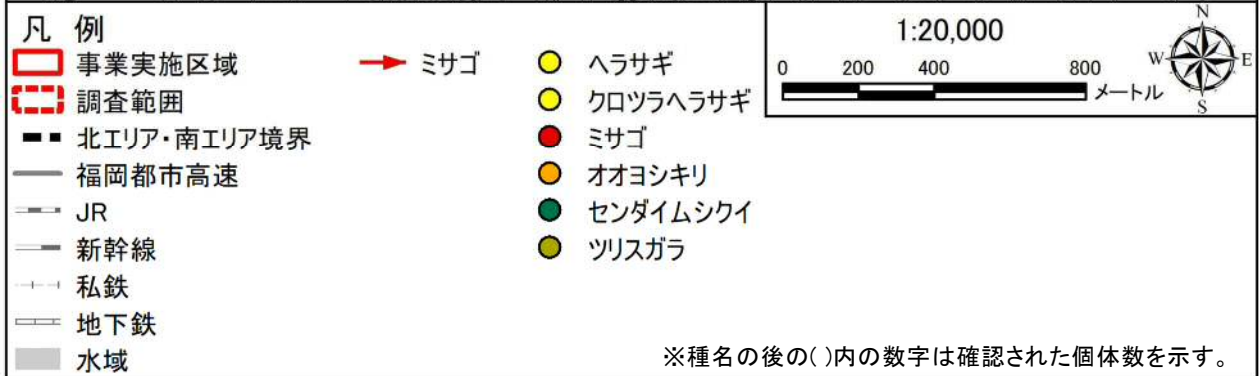 凡 例
事業実施区域
調査範囲
北エリア・南エリア境界
福岡都市高速
JR
新幹線
私鉄
地下鉄
水域
ミサゴ
ヘラサギ
クロツラヘラサギ
ミサゴ
オオヨシキリ
センダイムシクイ
ツリスガラ
1:20,000
0 200 400 800
メートル
N
W E
S
※種名の後の( )内の数字は確認された個体数を示す。